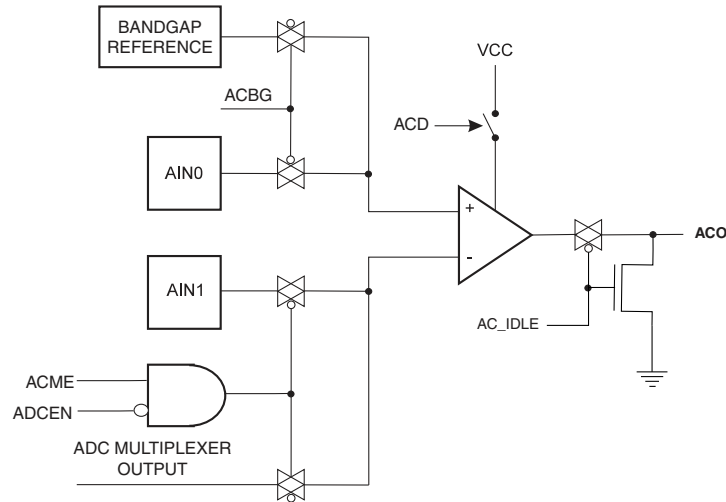 BANDGAP
REFERENCE
ACBG
VCC
ACD
AIN0
+
-
ACO
AIN1
AC_IDLE
ACME
ADCEN
ADC MULTIPLEXER
OUTPUT